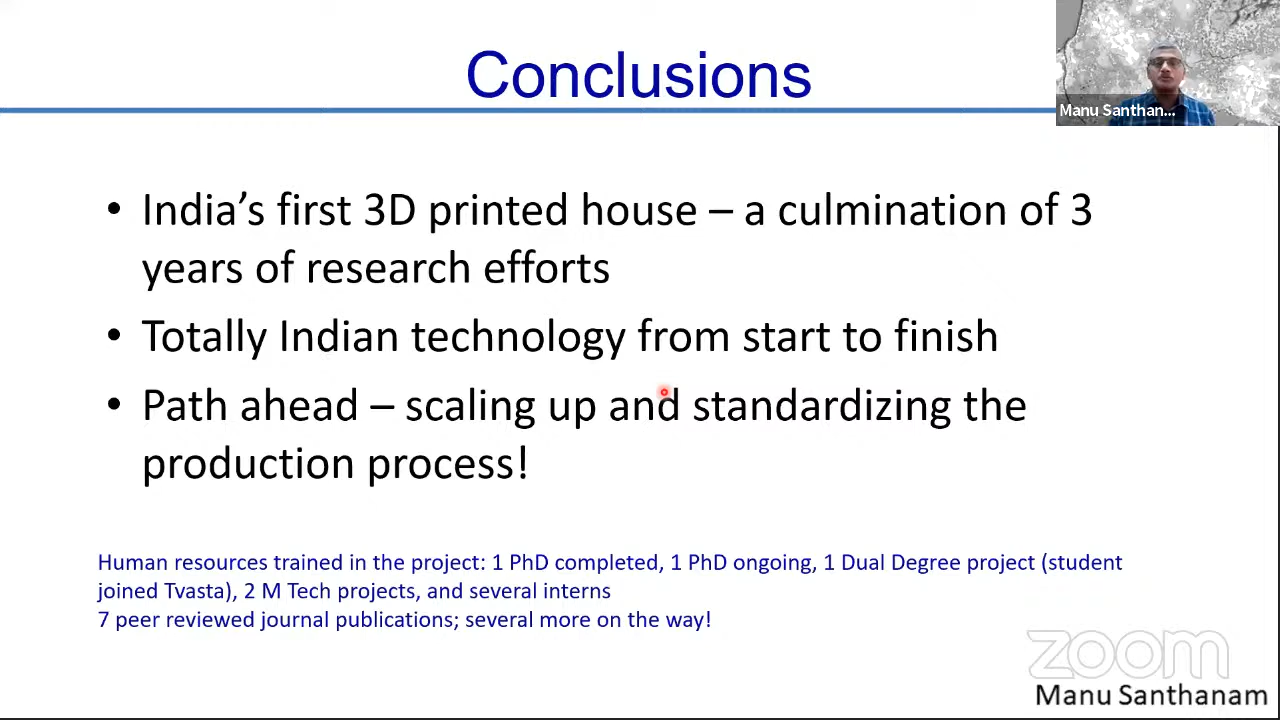 Conclusions
Manu Santhan...
• India's first 3D printed house – a culmination of 3
years of research efforts
• Totally Indian technology from start to finish
• Path ahead – scaling up and standardizing the
production process!
Human resources trained in the project: 1 PhD completed, 1 PhD ongoing, 1 Dual Degree project (student
joined Tvasta), 2 M Tech projects, and several interns
7 peer reviewed journal publications; several more on the way!
zoom
Manu Santhanam